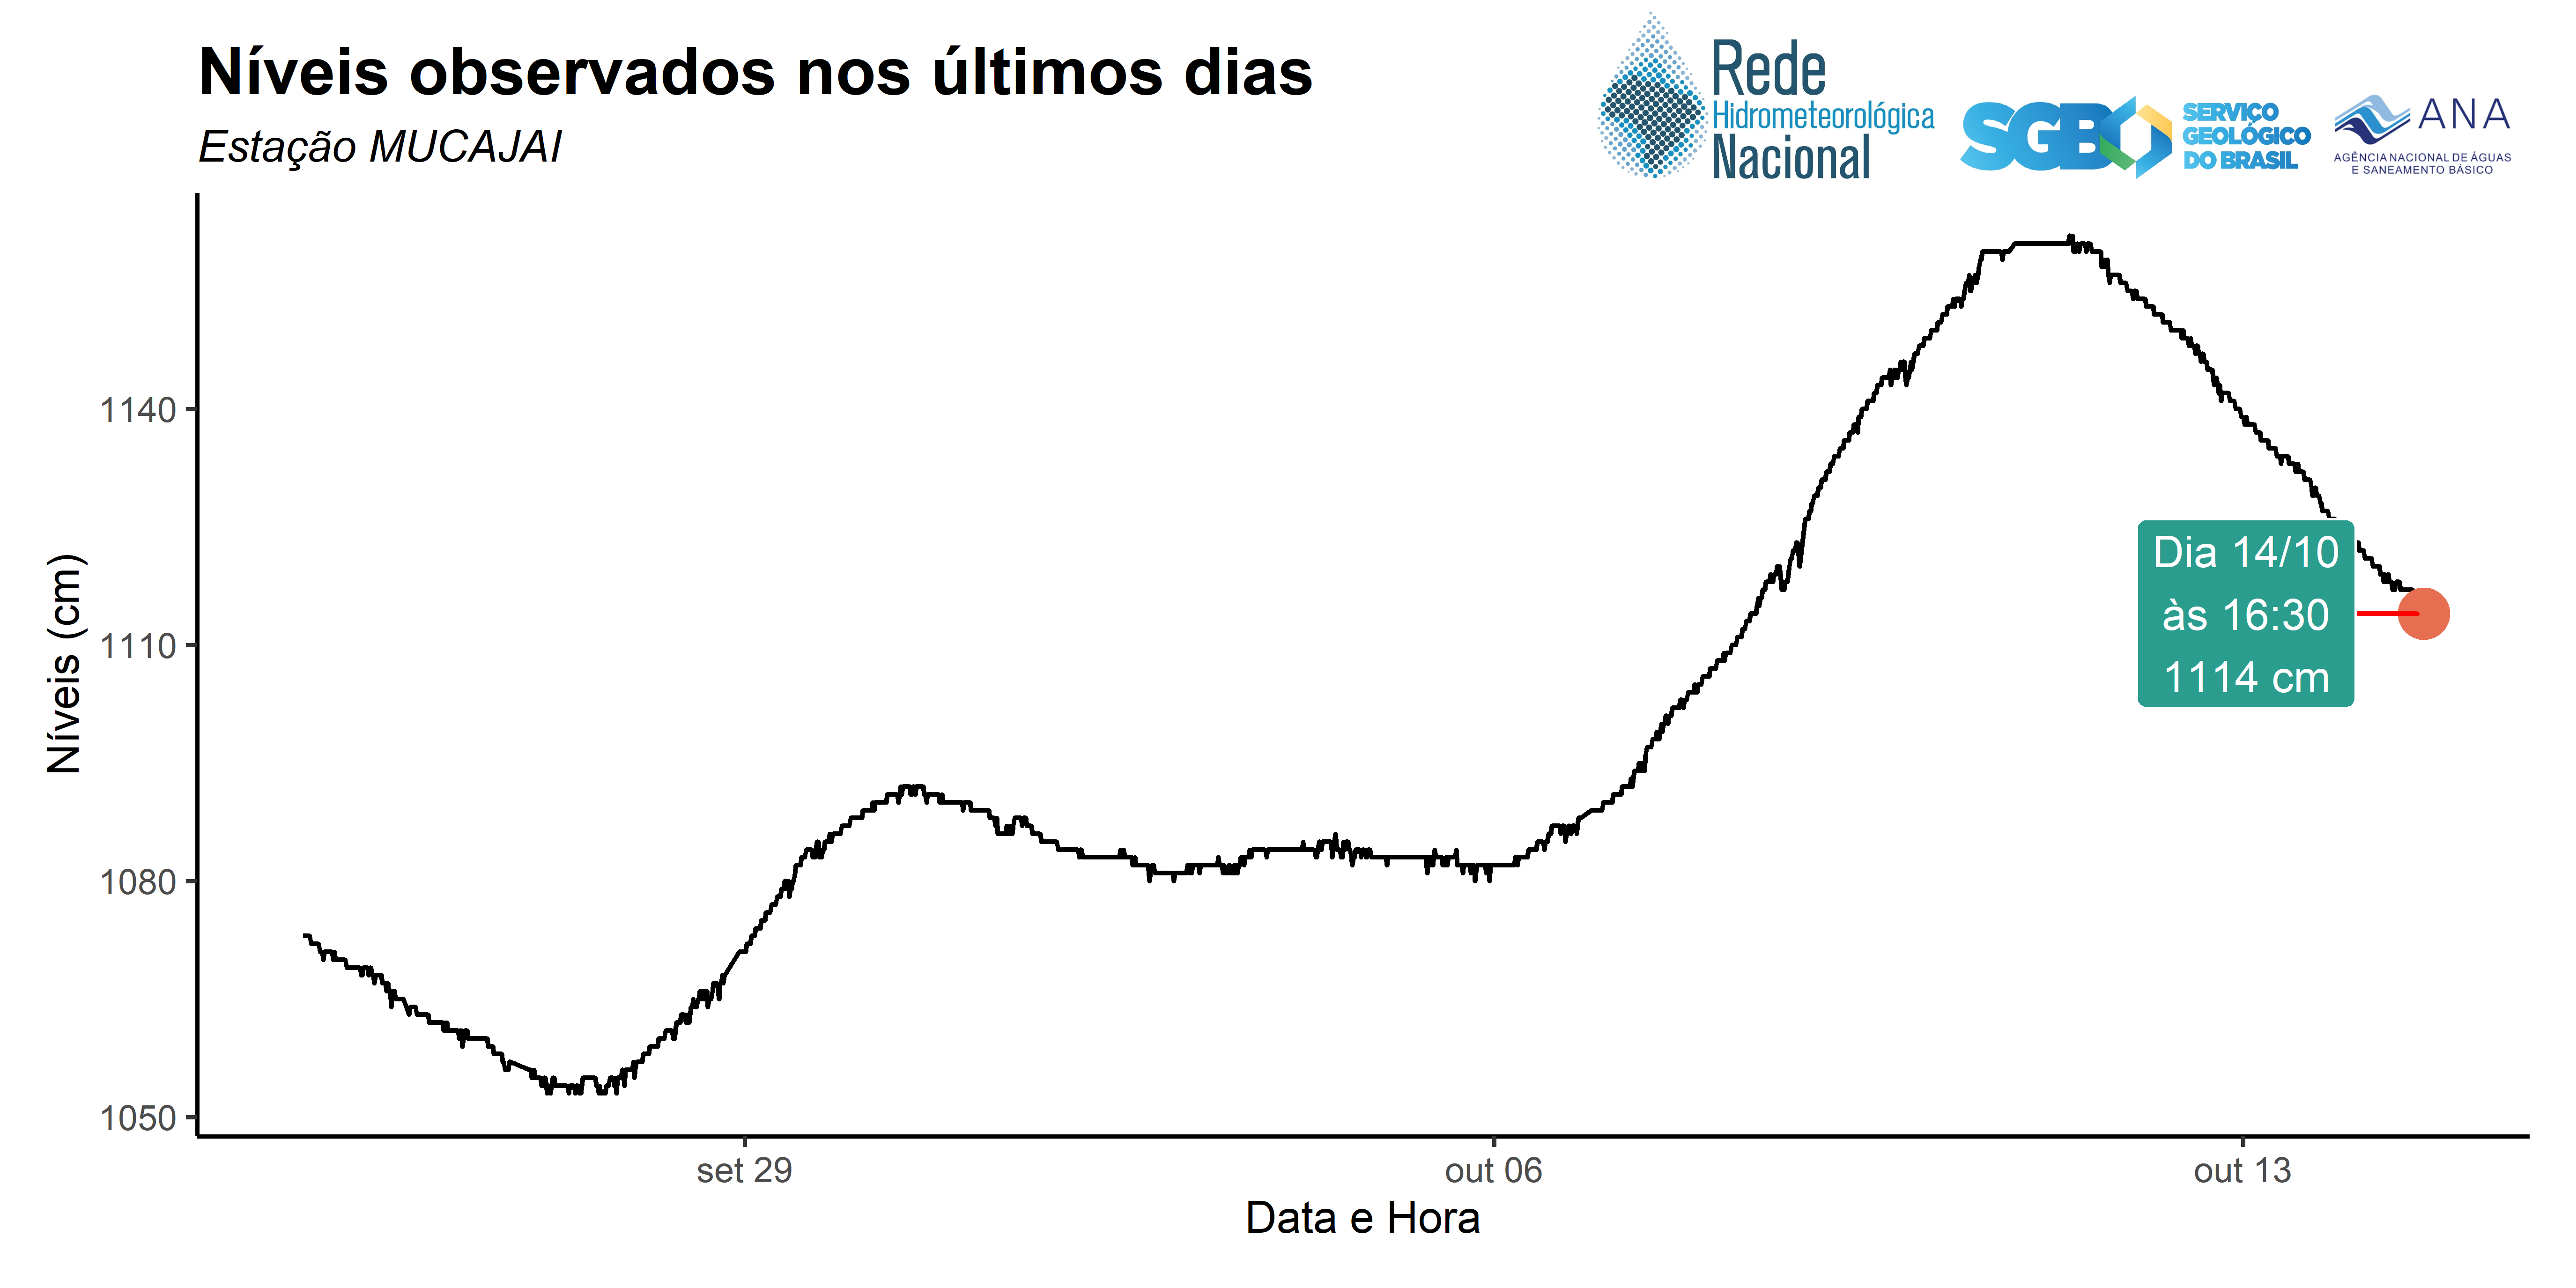 Níveis observados nos últimos dias
Estação MUCAJAI
Rede
Hidrometeorológica
Nacional
SGB
SERVIÇO
GEOLÓGICO
DO BRASIL
ANA
AGÊNCIA NACIONAL DE ÁGUAS
E SANEAMENTO BÁSICO
Níveis (cm)
1140
1110
1080
1050
Dia 14/10
às 16:30
1114 cm
set 29
out 06
out 13
Data e Hora